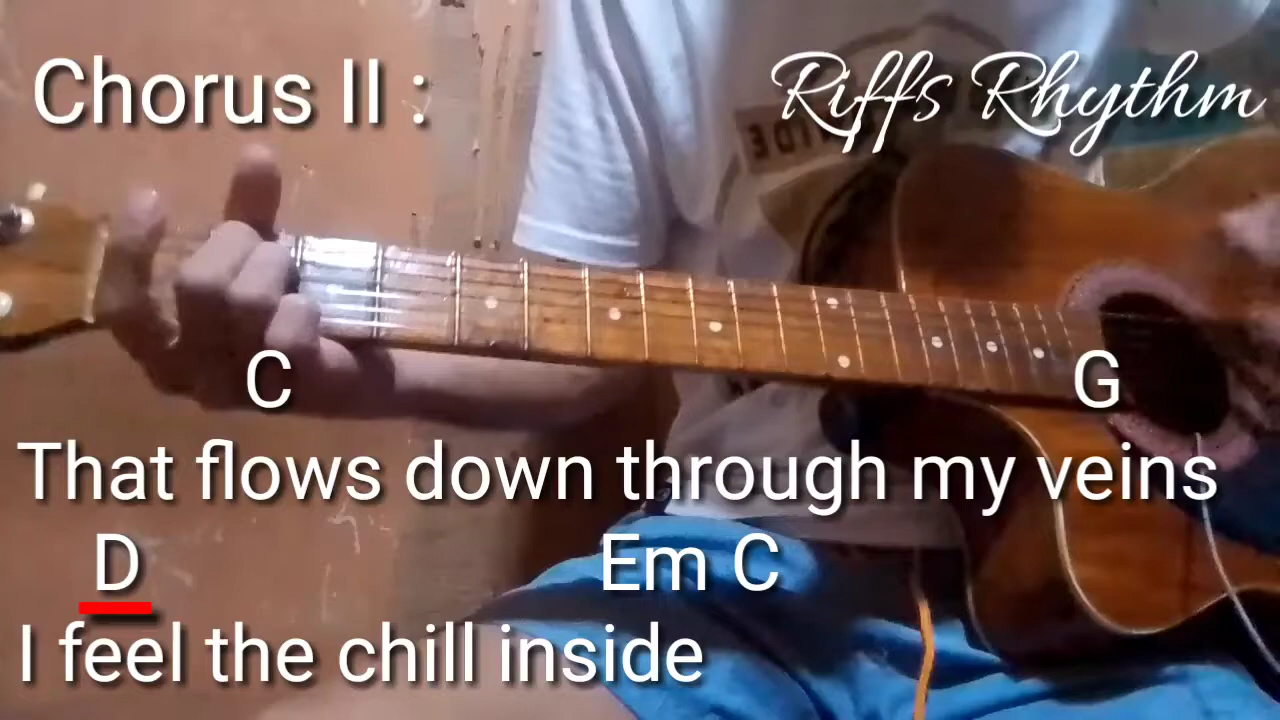 Chorus II :
Riffs Rhythm
C G
That flows down through my veins
D Em C
I feel the chill inside